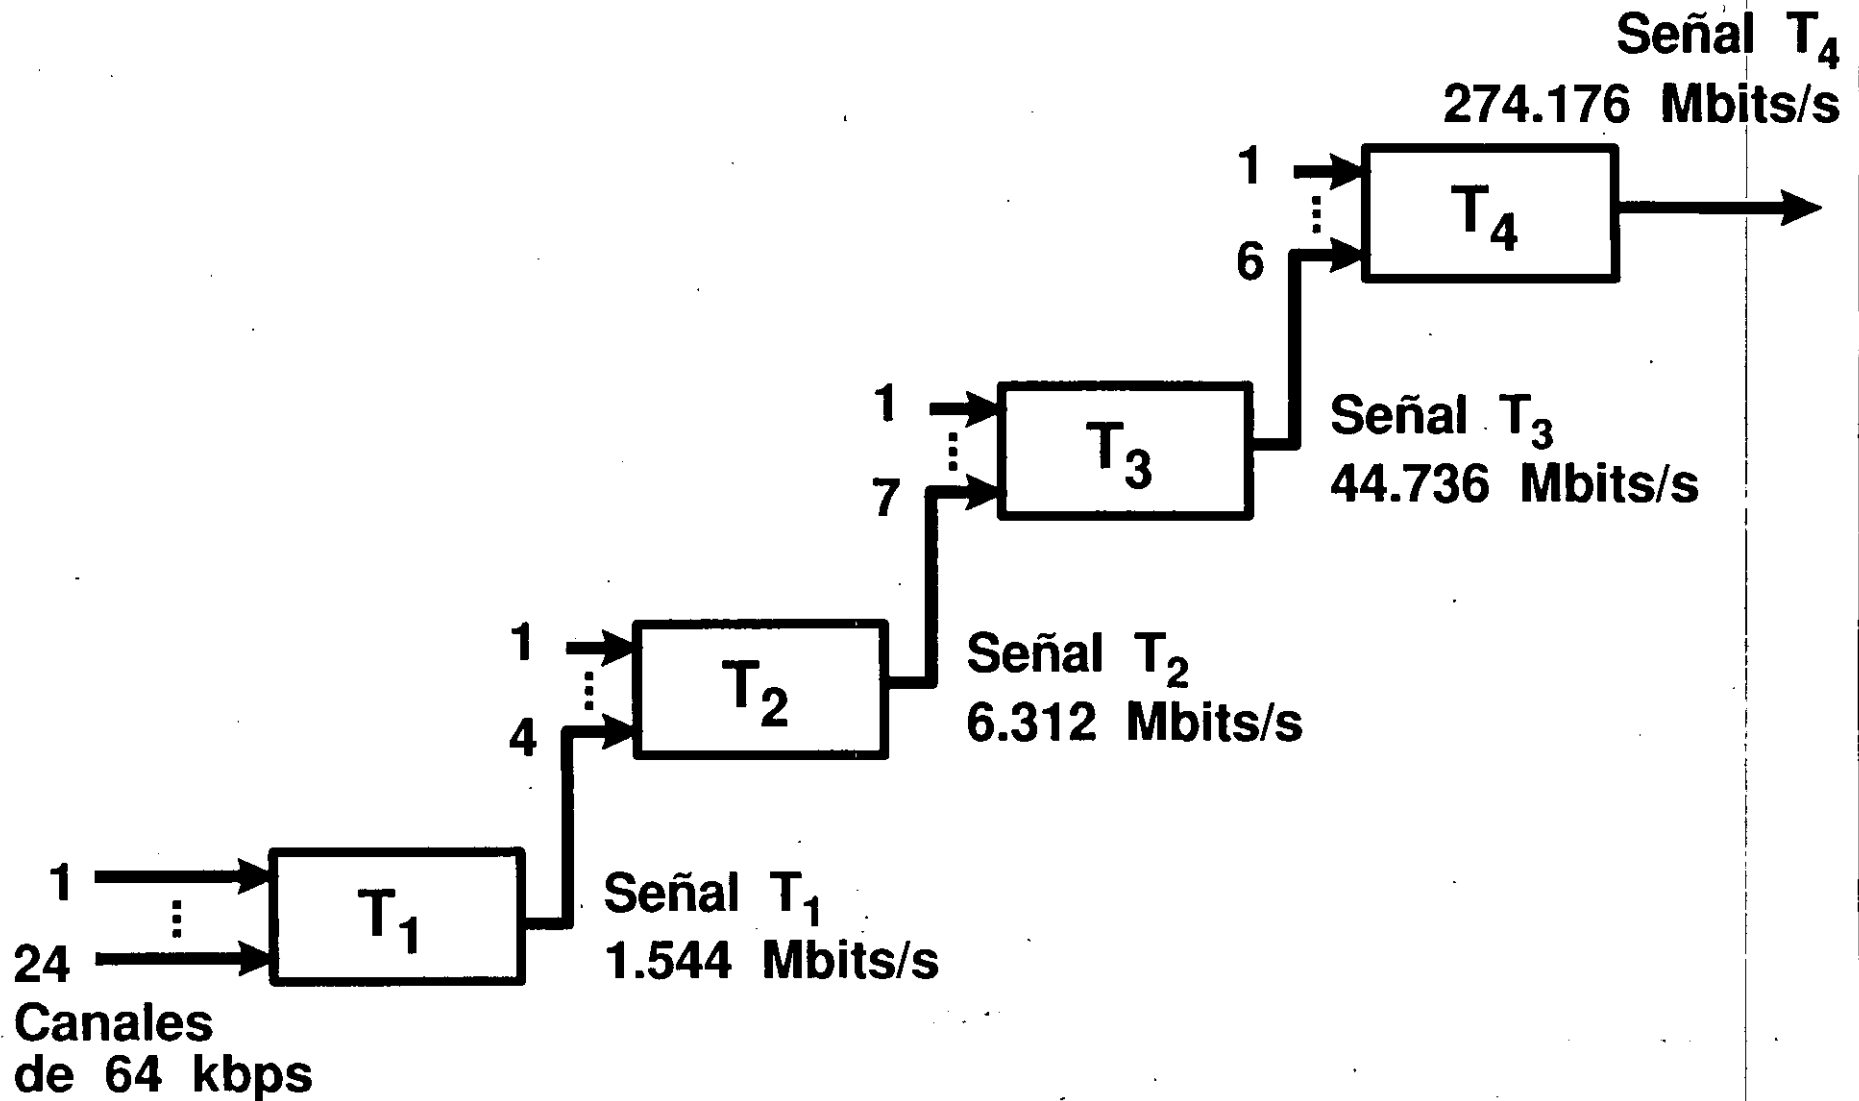 Señal T4
274.176 Mbits/s
1
T4
6
1
T3
Señal T3
7
44.736 Mbits/s
1
T2
Señal T2
4
6.312 Mbits/s
1
T1
Señal T1
24
1.544 Mbits/s
Canales
de 64 kbps